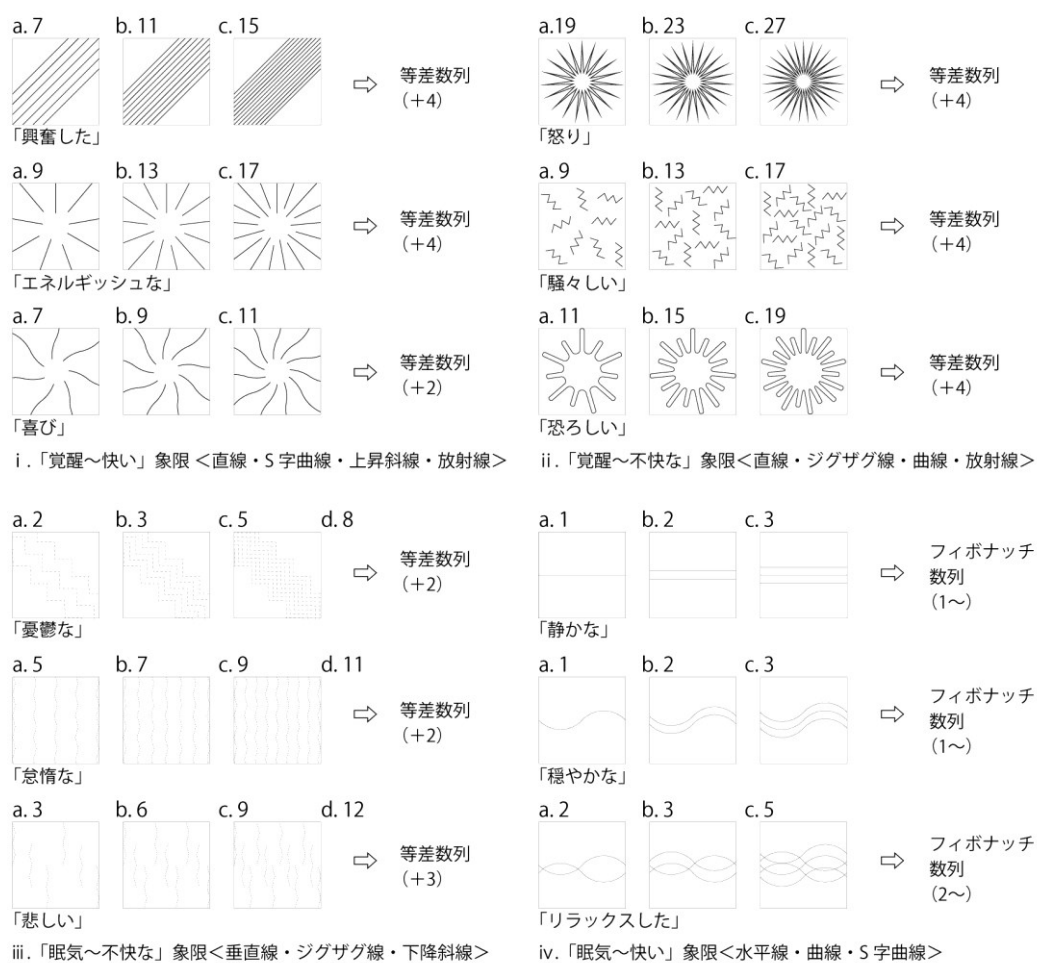 a. 7 b. 11 c. 15
等差数列
（＋4）
「興奮した」
a. 9 b. 13 c. 17
等差数列
（＋4）
「エネルギッシュな」
a. 7 b. 9 c. 11
等差数列
（＋2）
「喜び」
ⅰ.「覚醒～快い」象限 ＜直線・S 字曲線・上昇斜線・放射線＞
a.19 b. 23 c. 27
等差数列
（＋4）
「怒り」
a. 9 b. 13 c. 17
等差数列
（＋4）
「騒々しい」
a. 11 b. 15 c. 19
等差数列
（＋4）
「恐ろしい」
ⅱ.「覚醒～不快な」象限＜直線・ジグザグ線・曲線・放射線＞
a. 2 b. 3 c. 5 d. 8
等差数列
（＋2）
「憂鬱な」
a. 5 b. 7 c. 9 d. 11
等差数列
（＋2）
「怠惰な」
a. 3 b. 6 c. 9 d. 12
等差数列
（＋3）
「悲しい」
ⅲ.「眠気～不快な」象限＜垂直線・ジグザグ線・下降斜線＞
a. 1 b. 2 c. 3
フィボナッチ
数列
（1～）
「静かな」
a. 1 b. 2 c. 3
フィボナッチ
数列
（1～）
「穏やかな」
a. 2 b. 3 c. 5
フィボナッチ
数列
（2～）
「リラックスした」
ⅳ.「眠気～快い」象限＜水平線・曲線・S 字曲線＞